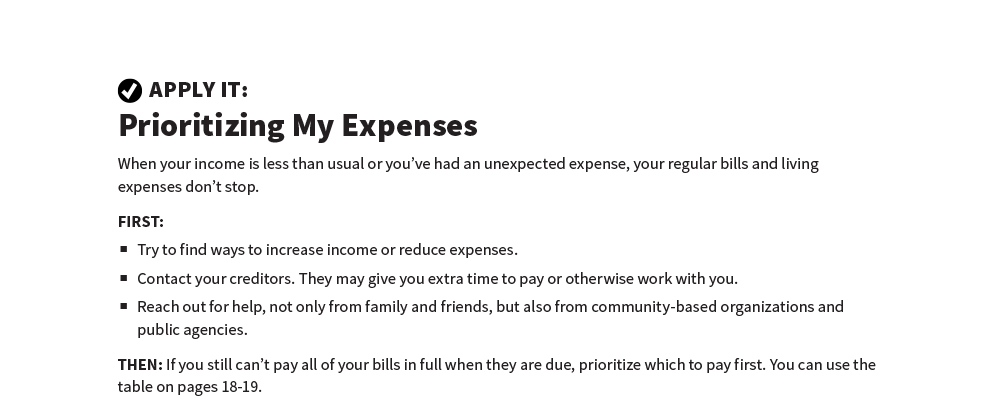 APPLY IT:
Prioritizing My Expenses
When your income is less than usual or you’ve had an unexpected expense, your regular bills and living
expenses don’t stop.
FIRST:
▪ Try to find ways to increase income or reduce expenses.
▪ Contact your creditors. They may give you extra time to pay or otherwise work with you.
▪ Reach out for help, not only from family and friends, but also from community-based organizations and
public agencies.
THEN: If you still can’t pay all of your bills in full when they are due, prioritize which to pay first. You can use the
table on pages 18-19.